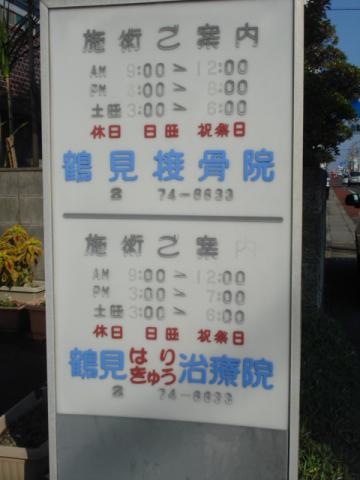 施術ご案内
AM 9:00~12:00
PM 3:00~8:00
土曜 3:00~6:00
休日 日曜 祝祭日
鶴見接骨院
☎ 74-6633
施術ご案内
AM 9:00~12:00
PM 3:00~7:00
土曜 3:00~6:00
休日 日曜 祝祭日
鶴見はりきゅう治療院
☎ 74-6633